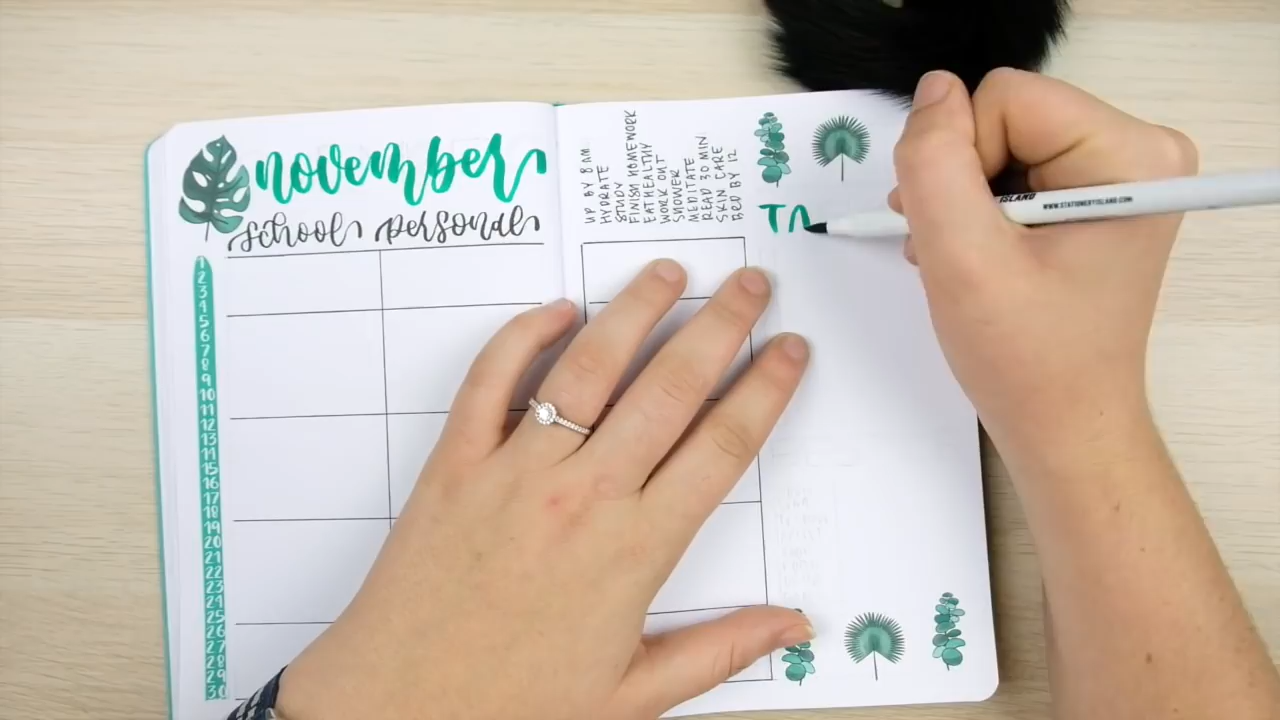 november
school personal
1
2
3
4
5
6
7
8
9
10
11
12
13
11
15
16
17
18
19
20
21
22
23
24
25
26
27
28
29
30
UP BY 8 AM
HYDRATE
STUDY
FINISH HOMEWORK
EAT HEALTHY
WORK OUT
SHOWER
MEDITATE
READ 30 MIN
SKIN CARE
BED BY 12
ISLAND
WWW.STATIONERYISLAND.COM